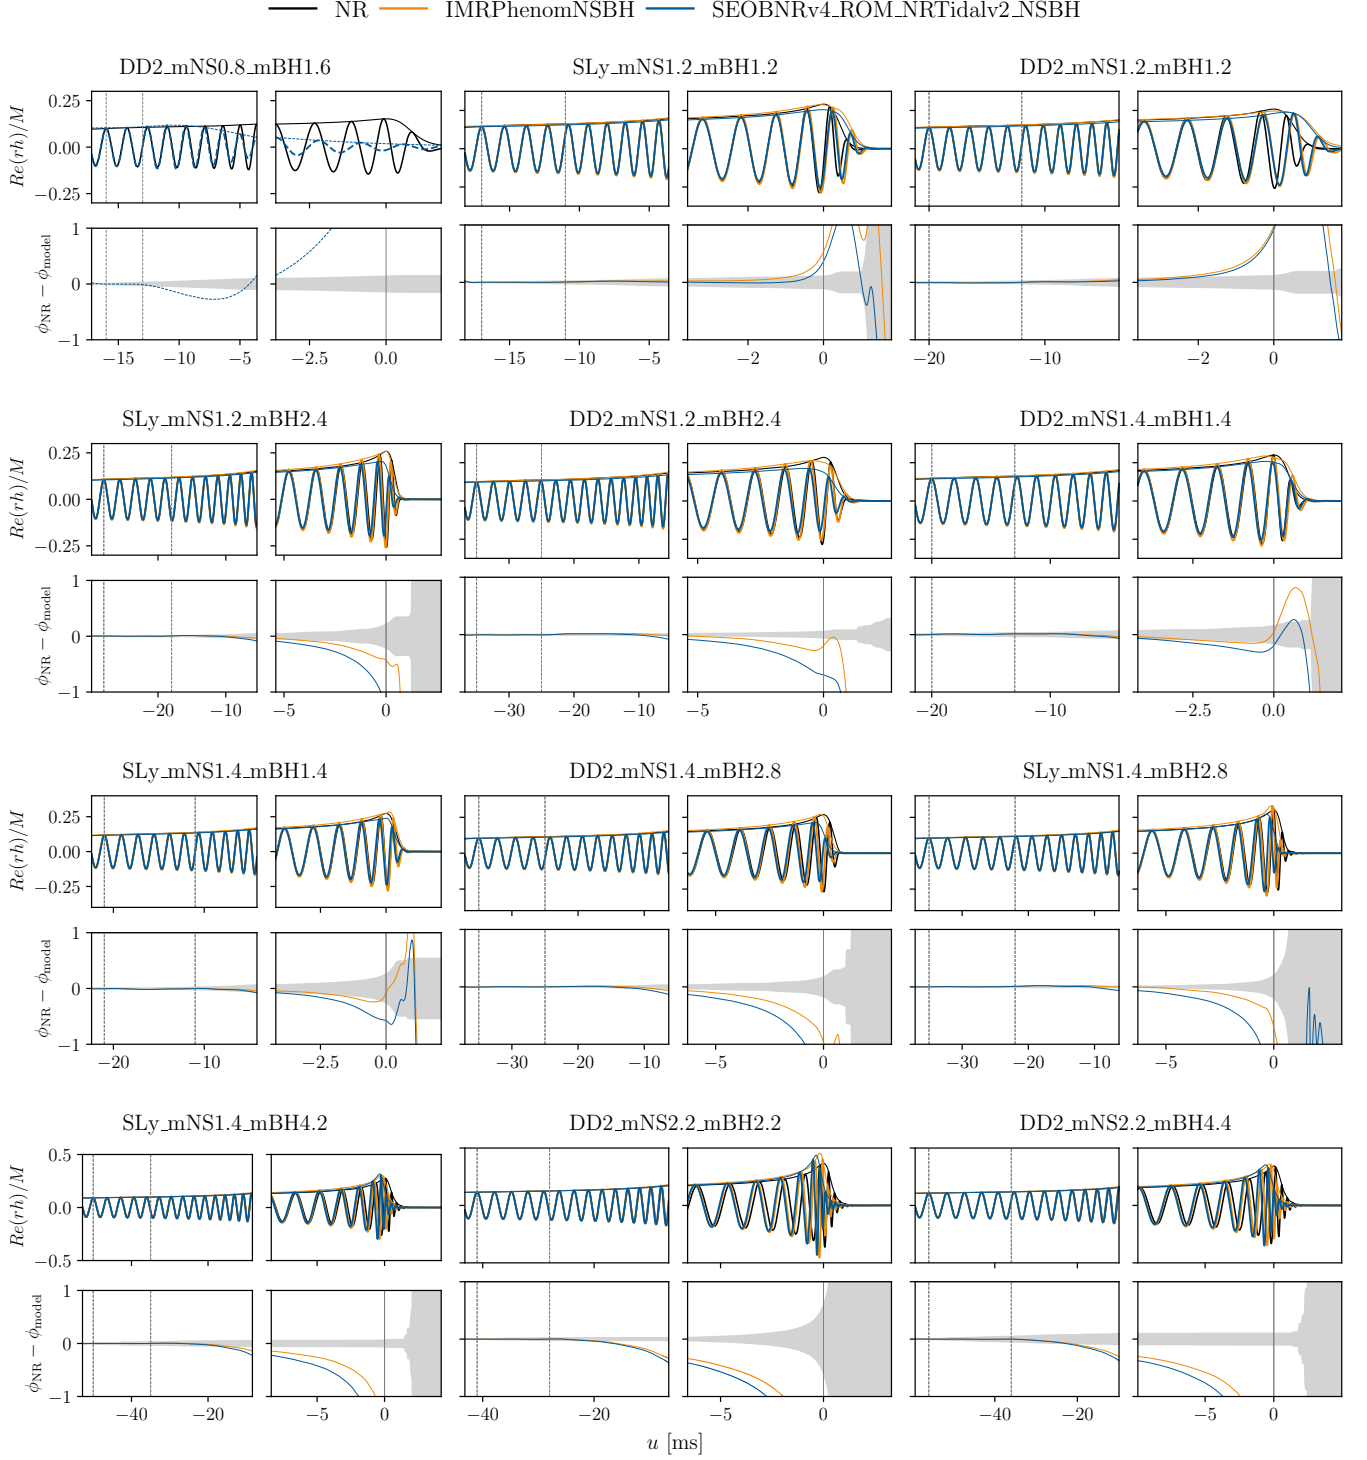 NR IMRPhenomNSBH SEOBNRv4_ROM_NRTidalv2_NSBH
DD2_mNS0.8_mBH1.6 SLy_mNS1.2_mBH1.2 DD2_mNS1.2_mBH1.2
Re(rh)/M
0.25
0.00
−0.25
ϕNR − ϕmodel
1
0
−1
−15 −10 −5 −2.5 0.0 −15 −10 −5 −2 0 −20 −10 −2 0
SLy_mNS1.2_mBH2.4 DD2_mNS1.2_mBH2.4 DD2_mNS1.4_mBH1.4
Re(rh)/M
0.25
0.00
−0.25
ϕNR − ϕmodel
1
0
−1
−20 −10 −5 0 −30 −20 −10 −5 0 −20 −10 −2.5 0.0
SLy_mNS1.4_mBH1.4 DD2_mNS1.4_mBH2.8 SLy_mNS1.4_mBH2.8
Re(rh)/M
0.25
0.00
−0.25
ϕNR − ϕmodel
1
0
−1
−20 −10 −2.5 0.0 −30 −20 −10 −5 0 −30 −20 −10 −5 0
SLy_mNS1.4_mBH4.2 DD2_mNS2.2_mBH2.2 DD2_mNS2.2_mBH4.4
Re(rh)/M
0.5
0.0
−0.5
ϕNR − ϕmodel
1
0
−1
−40 −20 −5 0 −40 −20 −5 0 −40 −20 −5 0
u [ms]